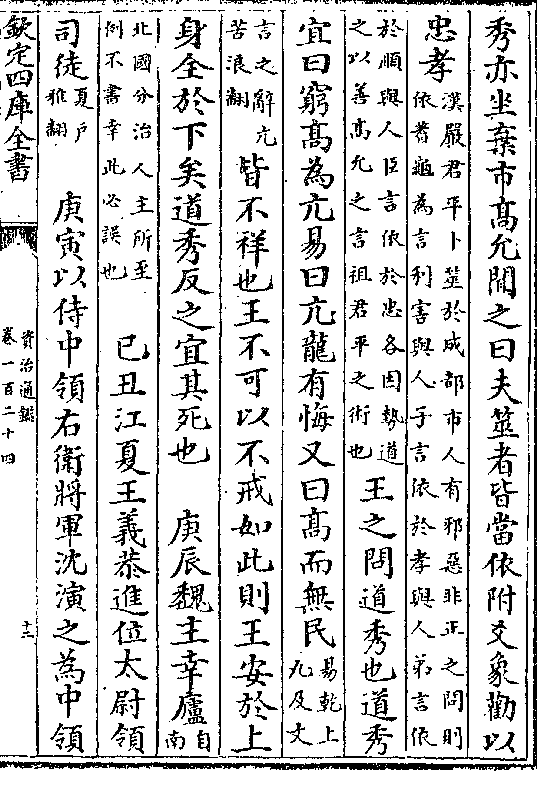 秀亦坐棄市高允聞之曰夫筮者皆當依附爻象勸以
忠孝漢嚴君平卜筮於成都市人有邪惡非正之問則
依蓍龜為言利害與人子言依於孝與人弟言依
於順與人臣言依於忠各因勢道
之以善高允之言祖君平之術也王之問道秀也道秀
宜曰窮高為亢易曰亢龍有悔又曰高而無民易乾上
九及文
言之辭亢
苦浪翻皆不祥也王不可以不戒如此則王安於上
身全於下矣道秀反之宜其死也 庚辰魏主幸廬自
南
北國分治人主所至
例不書幸此必誤也 己丑江夏王義恭進位太尉領
司徒夏户
雅翻 庚寅以侍中領右衛將軍沈演之為中領
欽定四庫全書
資治通鑑
卷一百二十四
十三